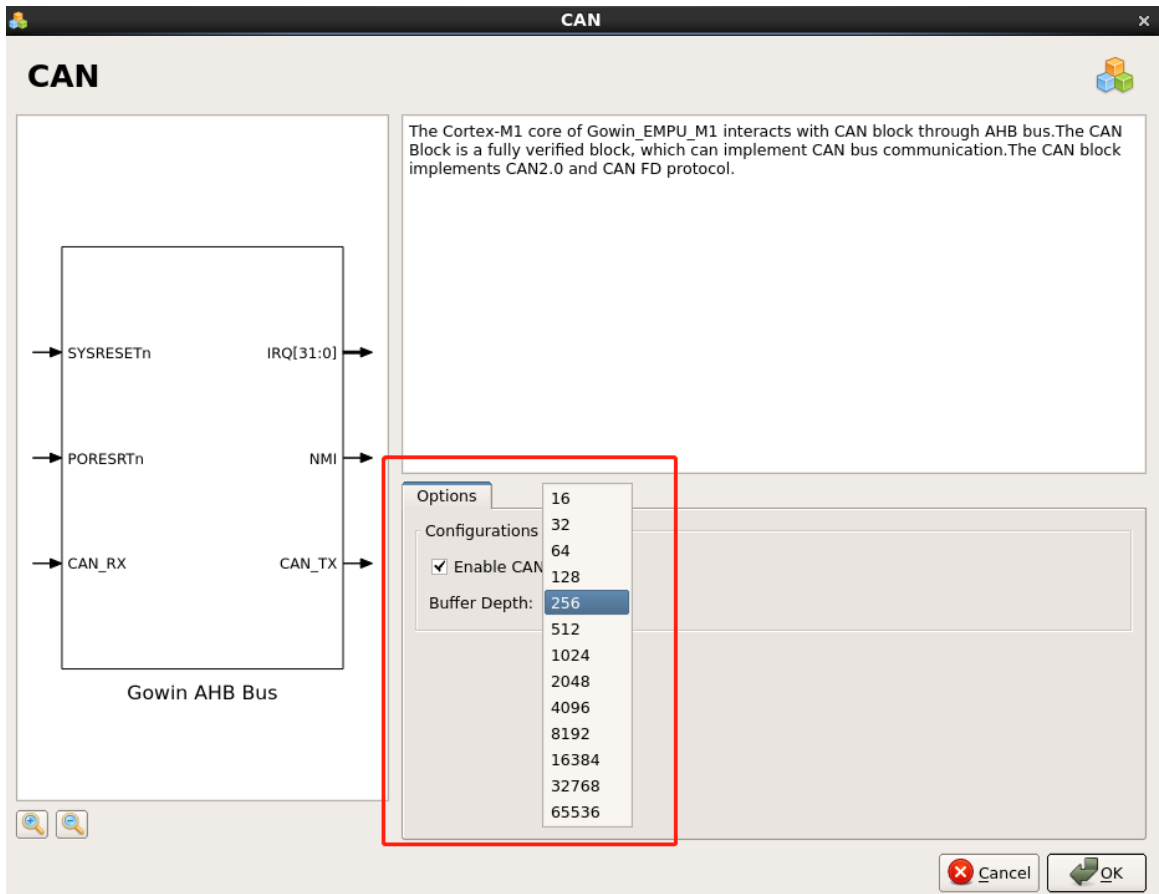 CAN
CAN
The Cortex-M1 core of Gowin_EMPU_M1 interacts with CAN block through AHB bus.The CAN
Block is a fully verified block, which can implement CAN bus communication.The CAN block
implements CAN2.0 and CAN FD protocol.
SYSRESETn IRQ[31:0]
PORESRTn NMI
CAN_RX CAN_TX
Gowin AHB Bus
Options
Configurations
Enable CAN
Buffer Depth:
16
32
64
128
256
512
1024
2048
4096
8192
16384
32768
65536
Cancel
OK